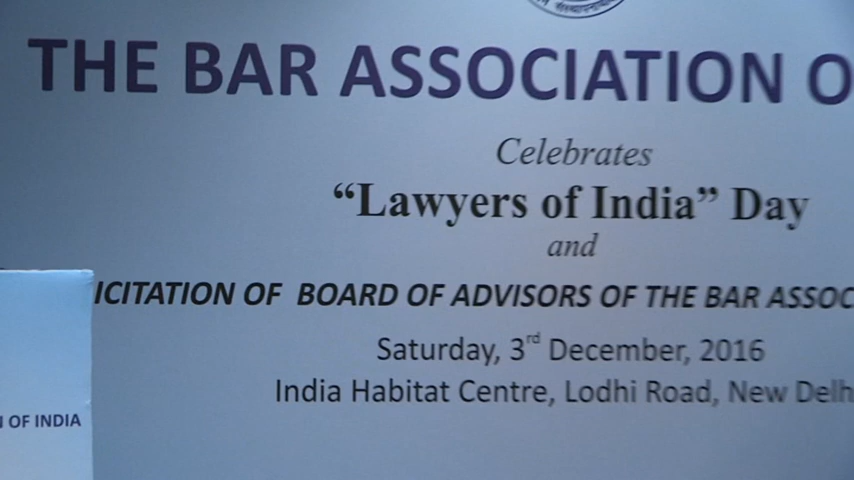 THE BAR ASSOCIATION O
Celebrates
“Lawyers of India” Day
and
ICITATION OF BOARD OF ADVISORS OF THE BAR ASSOC
Saturday, 3rd December, 2016
India Habitat Centre, Lodhi Road, New Delh
N OF INDIA